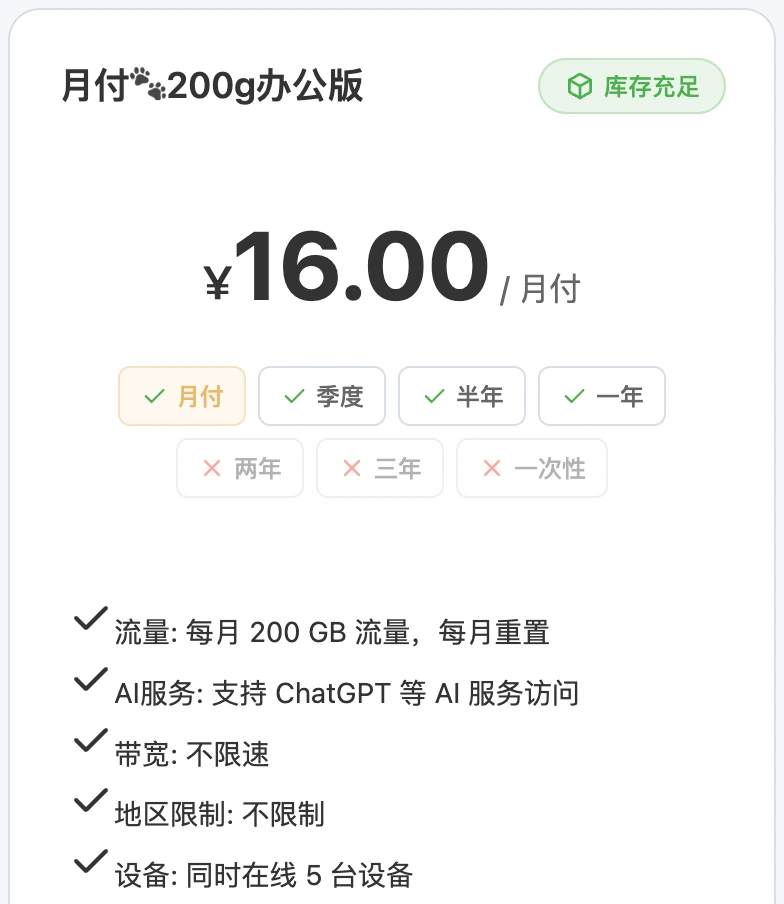 月付🐾200g办公版
库存充足
¥16.00 / 月付
月付 季度 半年 一年
两年 三年 一次性
流量: 每月 200 GB 流量，每月重置
AI服务: 支持 ChatGPT 等 AI 服务访问
带宽: 不限速
地区限制: 不限制
设备: 同时在线 5 台设备